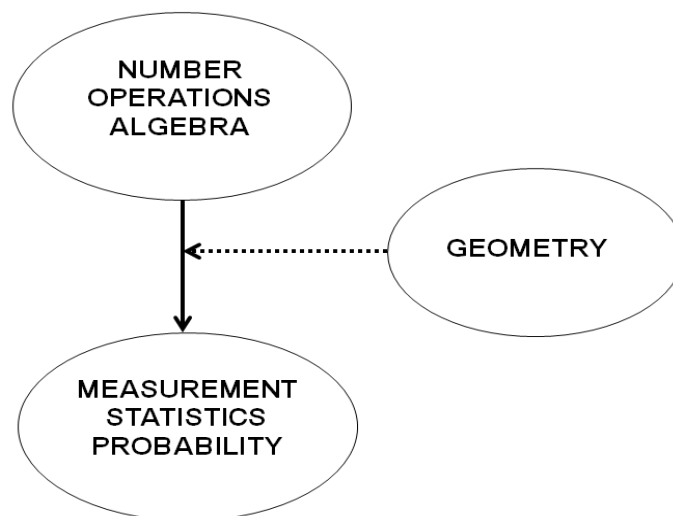 NUMBER
OPERATIONS
ALGEBRA
GEOMETRY
MEASUREMENT
STATISTICS
PROBABILITY